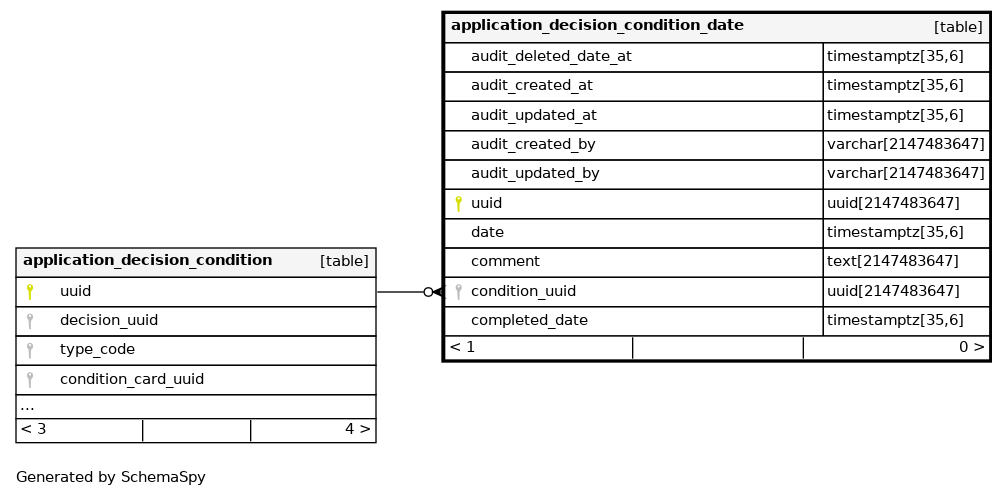 application_decision_condition_date [table]
audit_deleted_date_at timestamptz[35,6]
audit_created_at timestamptz[35,6]
audit_updated_at timestamptz[35,6]
audit_created_by varchar[2147483647]
audit_updated_by varchar[2147483647]
uuid uuid[2147483647]
date timestamptz[35,6]
comment text[2147483647]
condition_uuid uuid[2147483647]
completed_date timestamptz[35,6]
< 1 0 >
application_decision_condition [table]
uuid
decision_uuid
type_code
condition_card_uuid
...
< 3 4 >
Generated by SchemaSpy